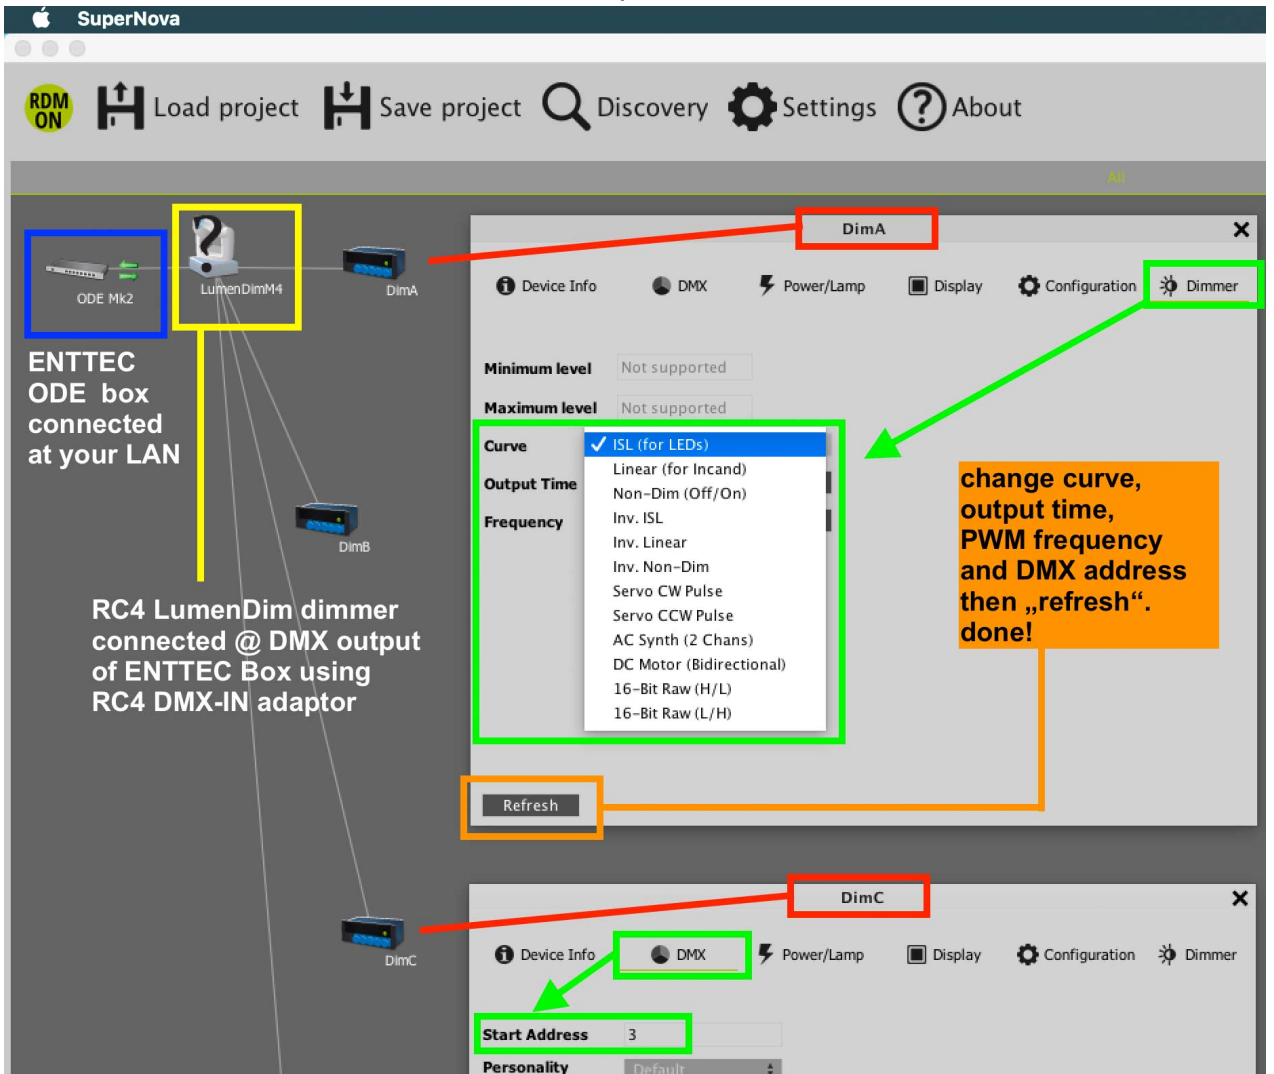 SuperNova
RDM
ON
Load project
Save project
Discovery
Settings
About
All
DimA
Device Info
DMX
Power/Lamp
Display
Configuration
Dimmer
ODE Mk2
LumenDimM4
DimA
ENTTEC
ODE box
connected
at your LAN
Minimum level Not supported
Maximum level Not supported
Curve
Output Time
Frequency
✓ ISL (for LEDs)
Linear (for Incand)
Non-Dim (Off/On)
Inv. ISL
Inv. Linear
Inv. Non-Dim
Servo CW Pulse
Servo CCW Pulse
AC Synth (2 Chans)
DC Motor (Bidirectional)
16-Bit Raw (H/L)
16-Bit Raw (L/H)
change curve,
output time,
PWM frequency
and DMX address
then „refresh“.
done!
DimB
RC4 LumenDim dimmer
connected @ DMX output
of ENTTEC Box using
RC4 DMX-IN adaptor
Refresh
DimC
DimC
Device Info
DMX
Power/Lamp
Display
Configuration
Dimmer
Start Address 3
Personality Default